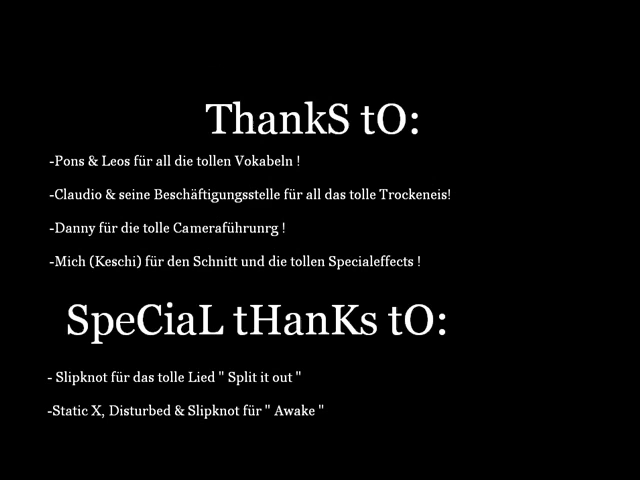 ThankS tO:
-Pons & Leos für all die tollen Vokabeln !
-Claudio & seine Beschäftigungsstelle für all das tolle Trockeneis!
-Danny für die tolle Cameraführunrg !
-Mich (Keschi) für den Schnitt und die tollen Specialeffects !
SpeCiaL tHanKs tO:
- Slipknot für das tolle Lied " Split it out "
-Static X, Disturbed & Slipknot für " Awake "